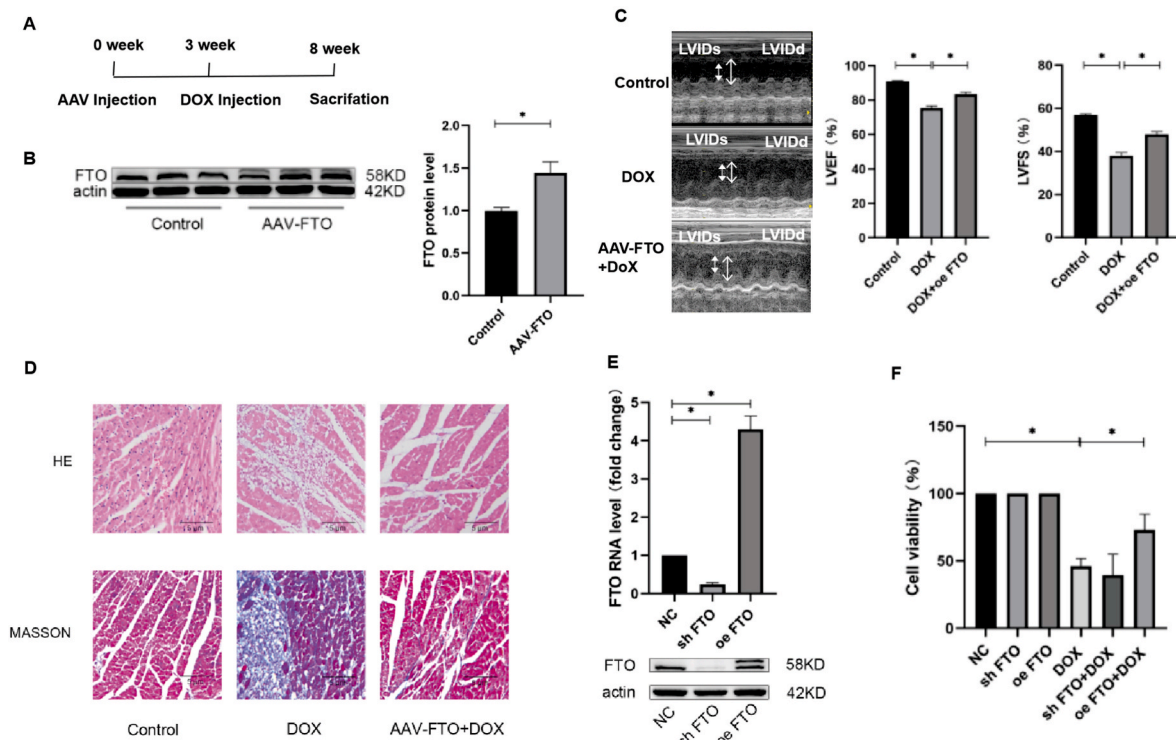 A
0 week 3 week 8 week
AAV Injection DOX Injection Sacrifation
B
FTO 58KD
actin 42KD
Control AAV-FTO
FTO protein level
2.0
1.5
1.0
0.5
0.0
*
Control AAV-FTO
C
LVIDs LVIDd
Control
LVIDs LVIDd
DOX
LVIDs LVIDd
AAV-FTO
+DoX
LVEF (%)
100
80
60
40
20
0
* *
Control DOX DOX+oe FTO
LVFS (%)
80
60
40
20
0
* *
Control DOX DOX+oe FTO
D
HE
MASSON
Control DOX AAV-FTO+DOX
E
FTO RNA level (fold change)
5
4
3
2
1
0
*
*
NC sh FTO oe FTO
FTO 58KD
actin 42KD
NC sh FTO oe FTO
F
Cell viability (%)
150
100
50
0
* *
NC sh FTO oe FTO DOX sh FTO+DOX oe FTO+DOX